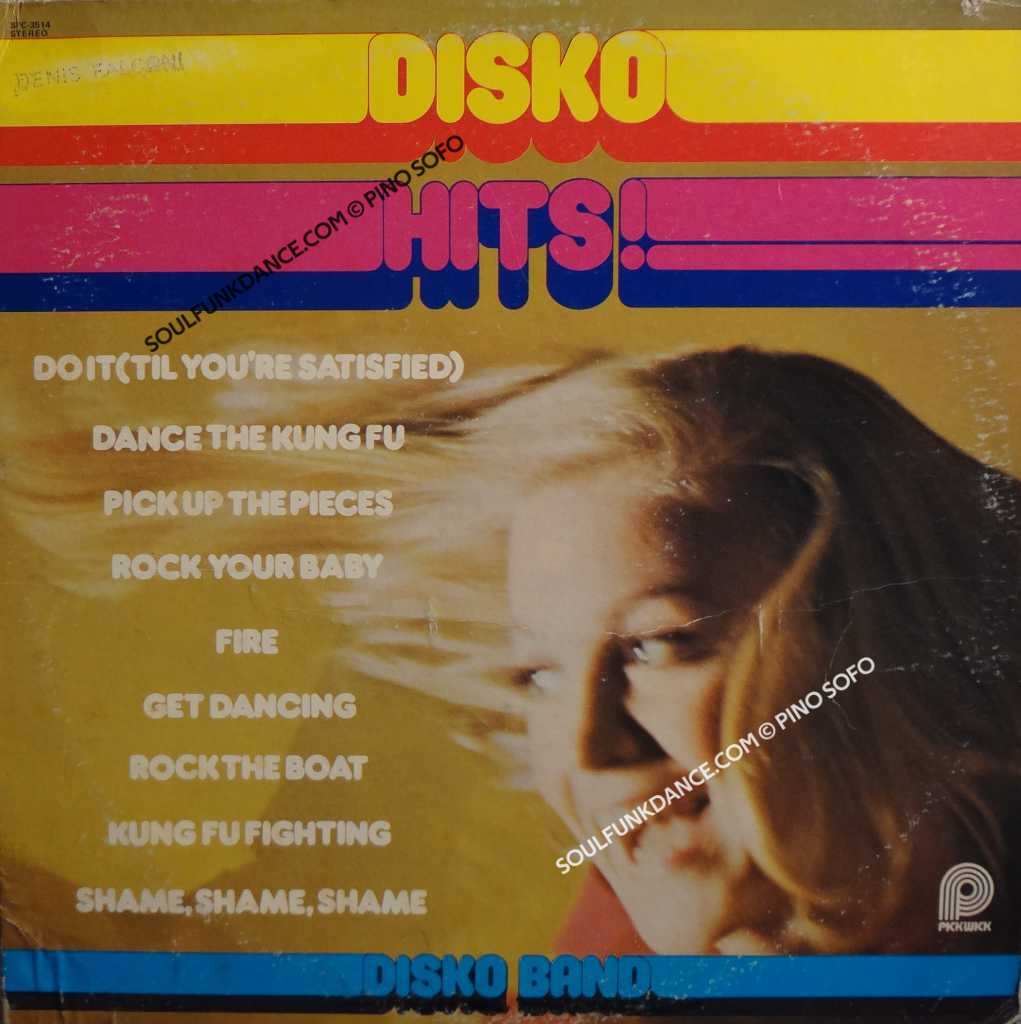 SPC-3514
STEREO
DENIS FALCONI
DISKO
HITS!
SOULFUNKDANCE.COM © PINO SOFO
DO IT (TIL YOU'RE SATISFIED)
DANCE THE KUNG FU
PICK UP THE PIECES
ROCK YOUR BABY
FIRE
GET DANCING
ROCK THE BOAT
KUNG FU FIGHTING
SHAME, SHAME, SHAME
SOULFUNKDANCE.COM © PINO SOFO
PICKWICK
DISKO BAND